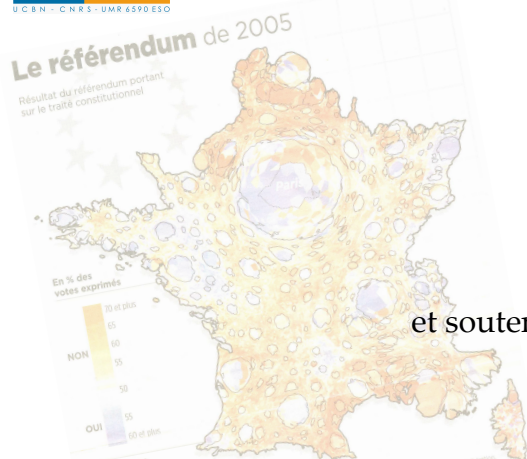 UCBN - CNRS - UMR 6590 ESO
Le référendum de 2005
Résultat du référendum portant
sur le traité constitutionnel
Paris
En % des
votes exprimés
70 et plus
65
NON
60
55
50
OUI
55
60 et plus
et souten